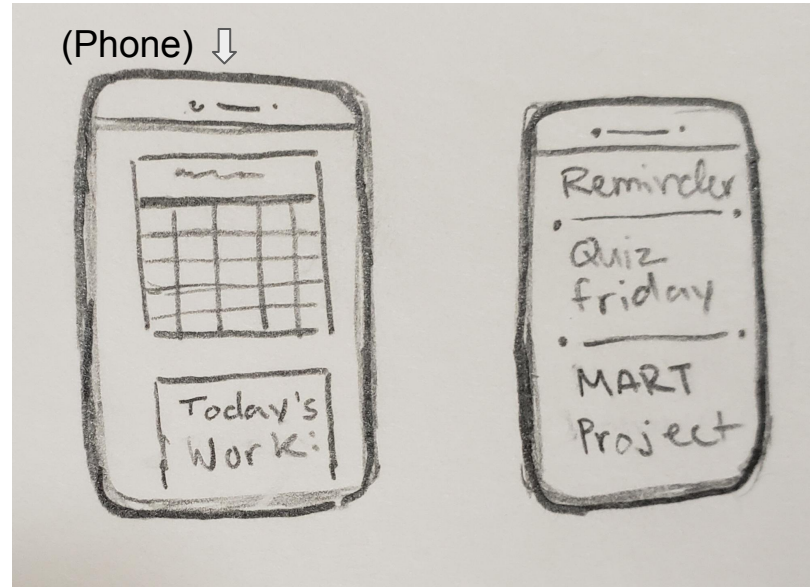 (Phone)
Today's
Work:
Reminder
Quiz
friday
MART
Project